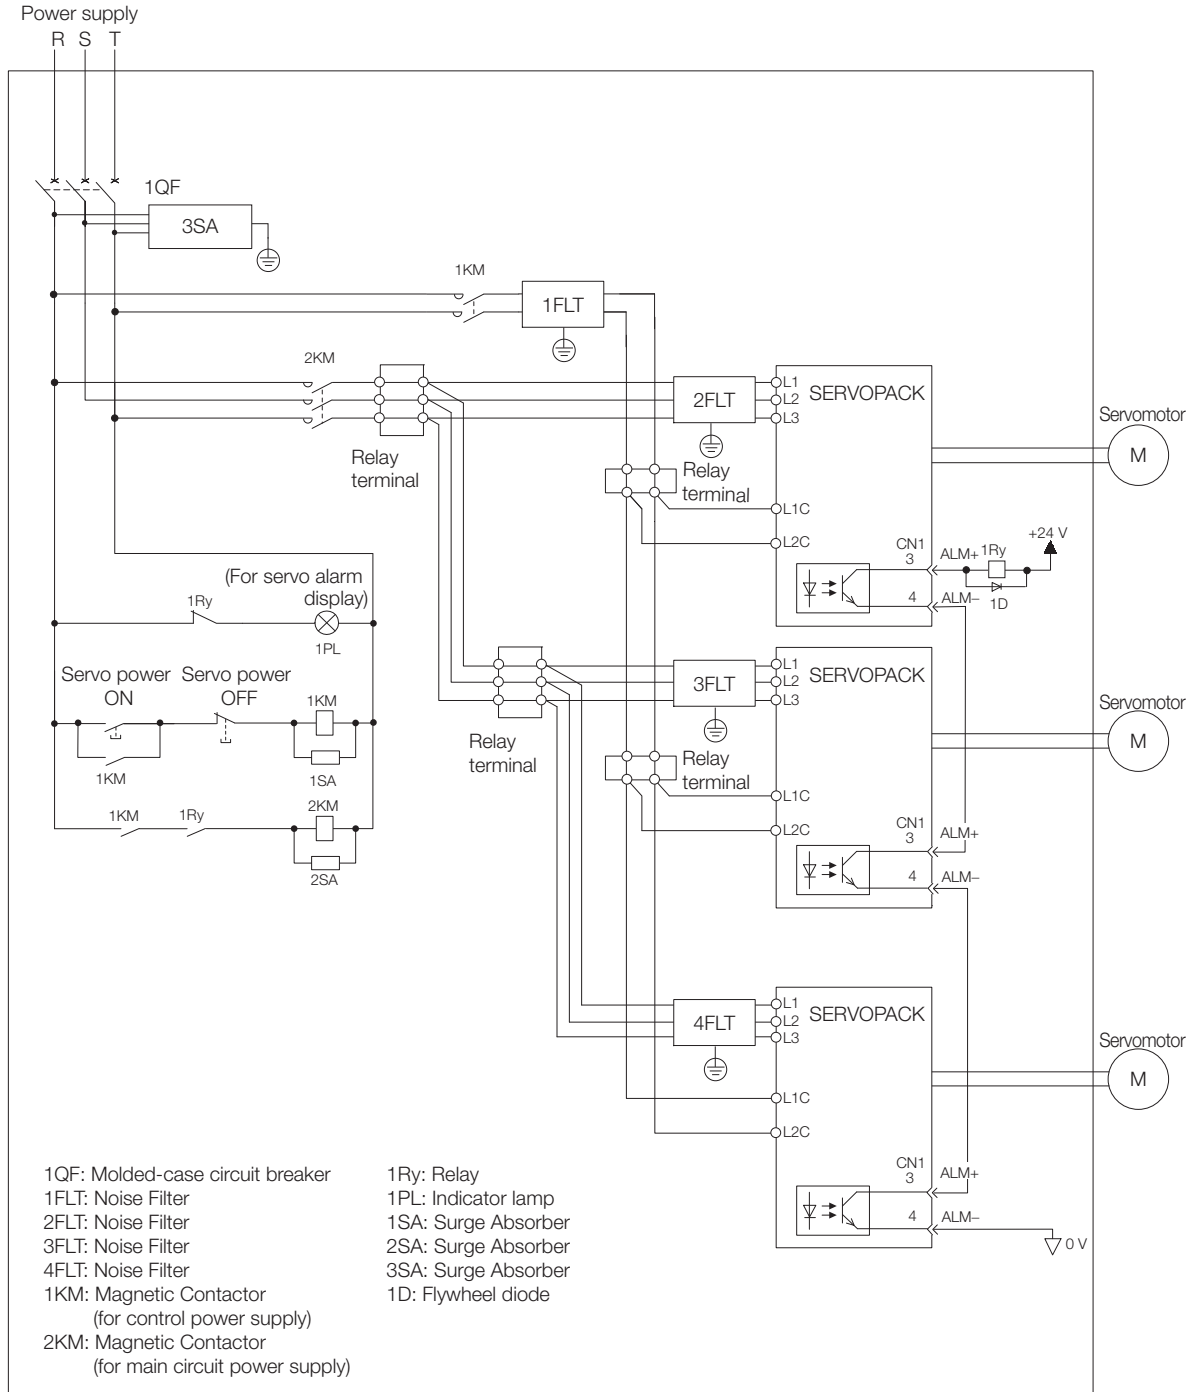 Power supply
R S T
1QF
3SA
1KM
1FLT
2KM
Relay
terminal
2FLT
L1
L2
L3
SERVOPACK
Servomotor
M
Relay
terminal
L1C
L2C
CN1
3
4
ALM+
ALM–
1Ry
+24 V
1D
(For servo alarm
display)
1Ry
1PL
Servo power
ON
Servo power
OFF
1KM
1KM
1SA
1KM
1Ry
2KM
2SA
Relay
terminal
3FLT
L1
L2
L3
SERVOPACK
Servomotor
M
Relay
terminal
L1C
L2C
CN1
3
4
ALM+
ALM–
4FLT
L1
L2
L3
SERVOPACK
Servomotor
M
L1C
L2C
CN1
3
4
ALM+
ALM–
0 V
1QF: Molded-case circuit breaker
1FLT: Noise Filter
2FLT: Noise Filter
3FLT: Noise Filter
4FLT: Noise Filter
1KM: Magnetic Contactor
(for control power supply)
2KM: Magnetic Contactor
(for main circuit power supply)
1Ry: Relay
1PL: Indicator lamp
1SA: Surge Absorber
2SA: Surge Absorber
3SA: Surge Absorber
1D: Flywheel diode